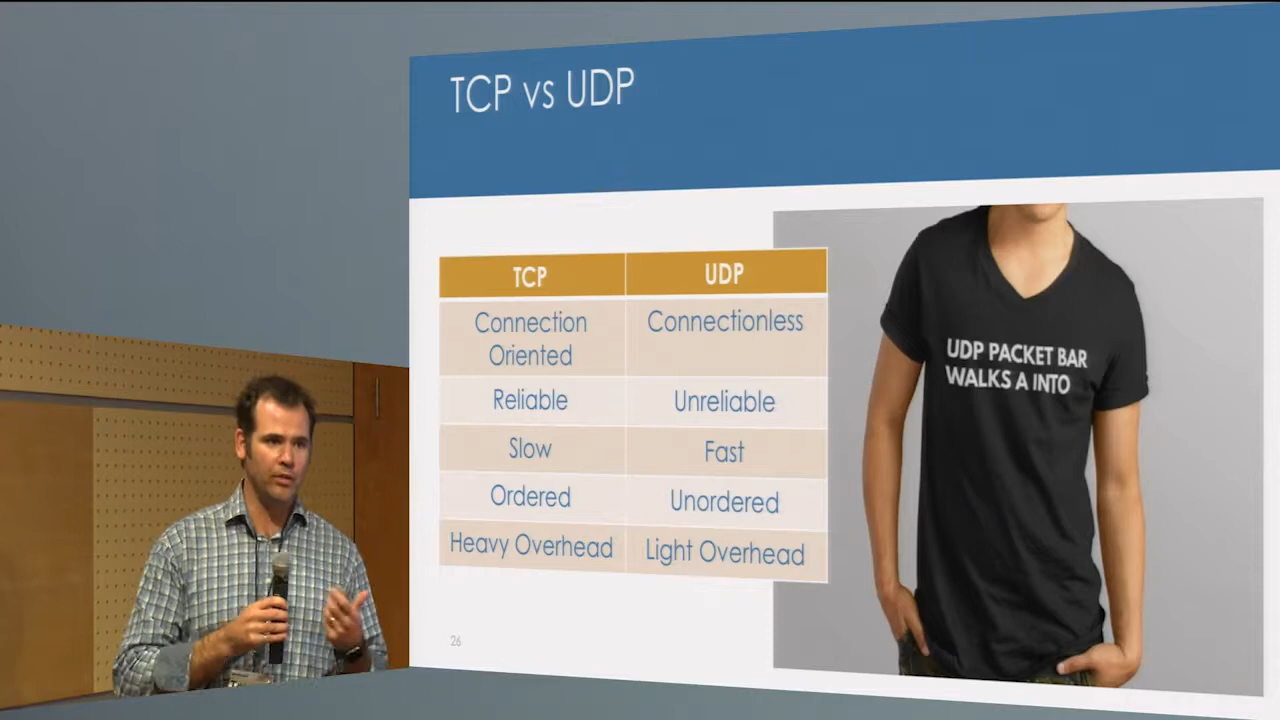 TCP vs UDP
TCP UDP
Connection Connectionless
Oriented
Reliable Unreliable
Slow Fast
Ordered Unordered
Heavy Overhead Light Overhead
UDP PACKET BAR
WALKS A INTO
26